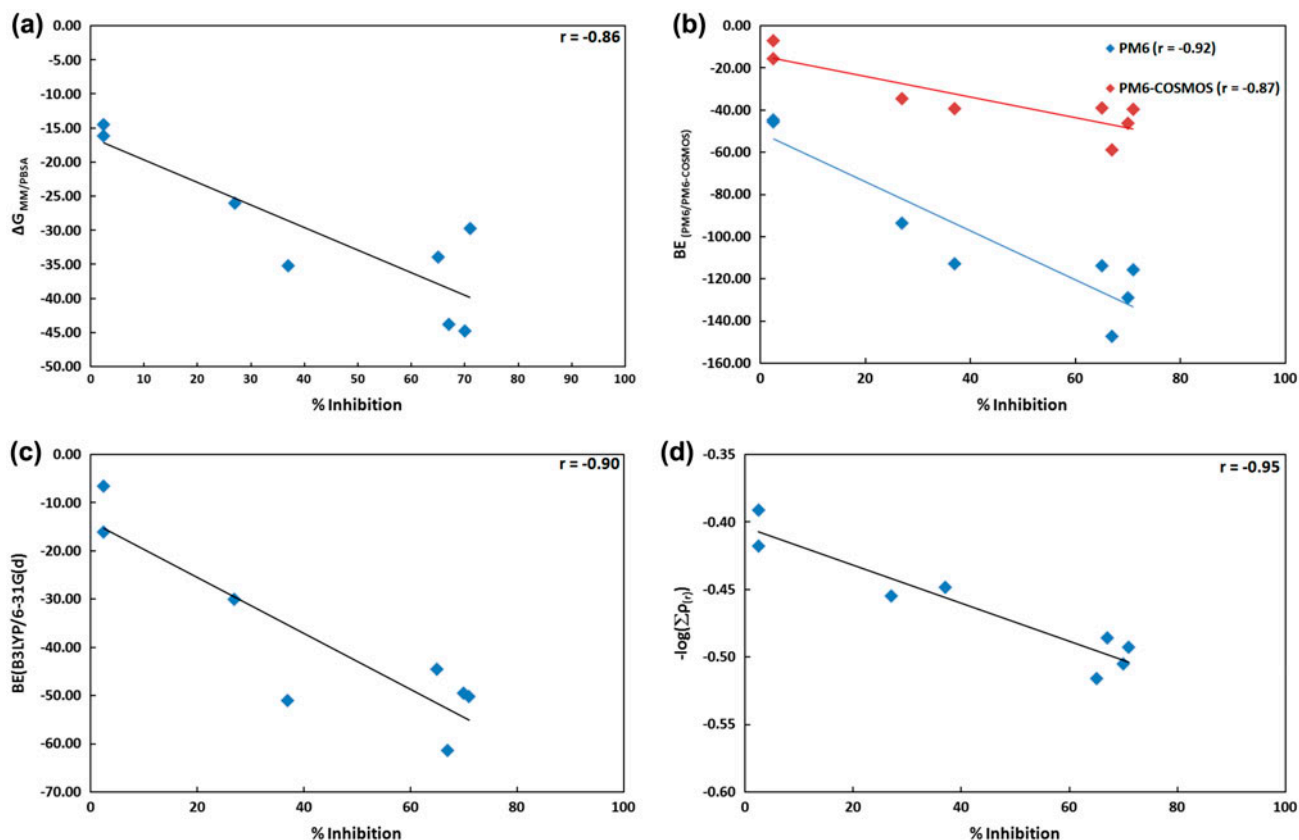 (a)
r = -0.86
0.00
-5.00
-10.00
-15.00
-20.00
-25.00
-30.00
-35.00
-40.00
-45.00
-50.00
ΔG MM/PBSA
0 10 20 30 40 50 60 70 80 90 100
% Inhibition
(b)
PM6 (r = -0.92)
PM6-COSMOS (r = -0.87)
0.00
-20.00
-40.00
-60.00
-80.00
-100.00
-120.00
-140.00
-160.00
BE (PM6/PM6-COSMOS)
0 20 40 60 80 100
% Inhibition
(c)
r = -0.90
0.00
-10.00
-20.00
-30.00
-40.00
-50.00
-60.00
-70.00
BE(B3LYP/6-31G(d)
0 20 40 60 80 100
% Inhibition
(d)
r = -0.95
-0.35
-0.40
-0.45
-0.50
-0.55
-0.60
-log(∑ρ(r))
0 20 40 60 80 100
% Inhibition